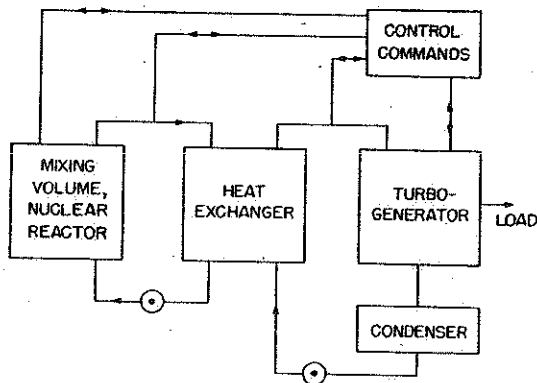 CONTROL
COMMANDS
MIXING
VOLUME,
NUCLEAR
REACTOR
HEAT
EXCHANGER
TURBO-
GENERATOR
LOAD
CONDENSER